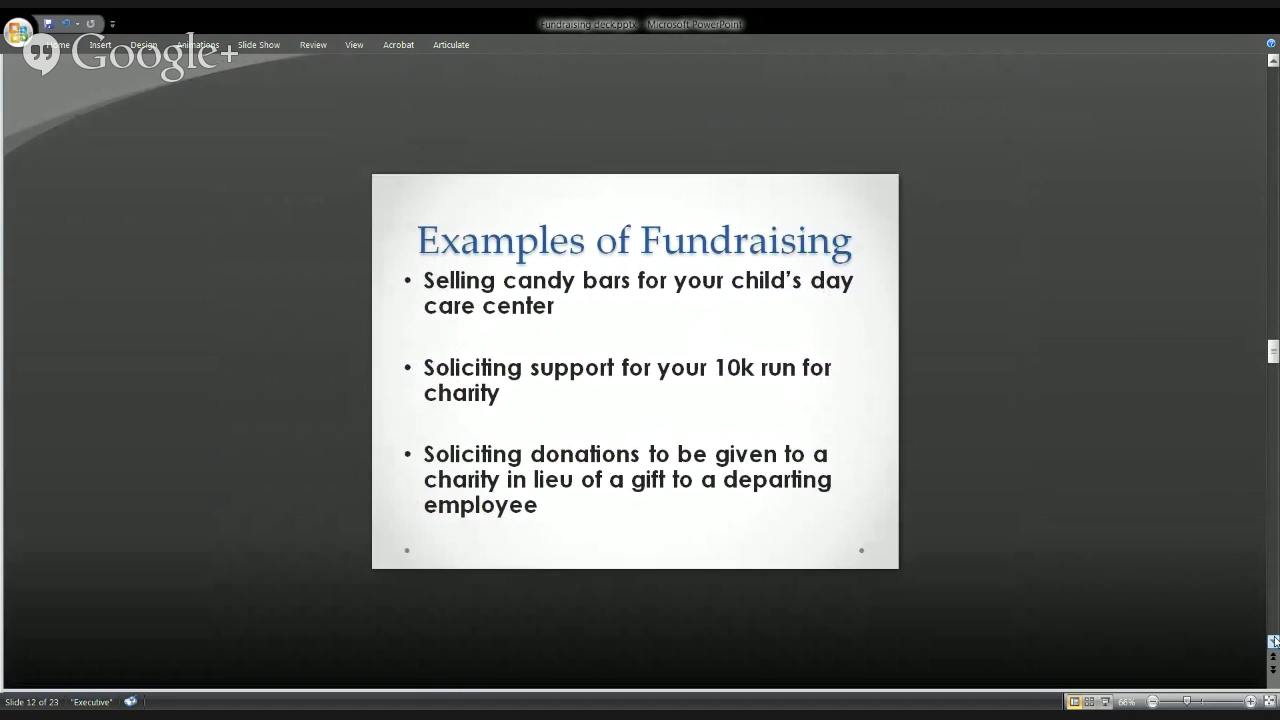 Fundraising deck.pptx - Microsoft PowerPoint
Home Insert Design Animations Slide Show Review View Acrobat Articulate
Google+
Examples of Fundraising
• Selling candy bars for your child's day
care center
• Soliciting support for your 10k run for
charity
• Soliciting donations to be given to a
charity in lieu of a gift to a departing
employee
Slide 12 of 23 "Executive" 66%